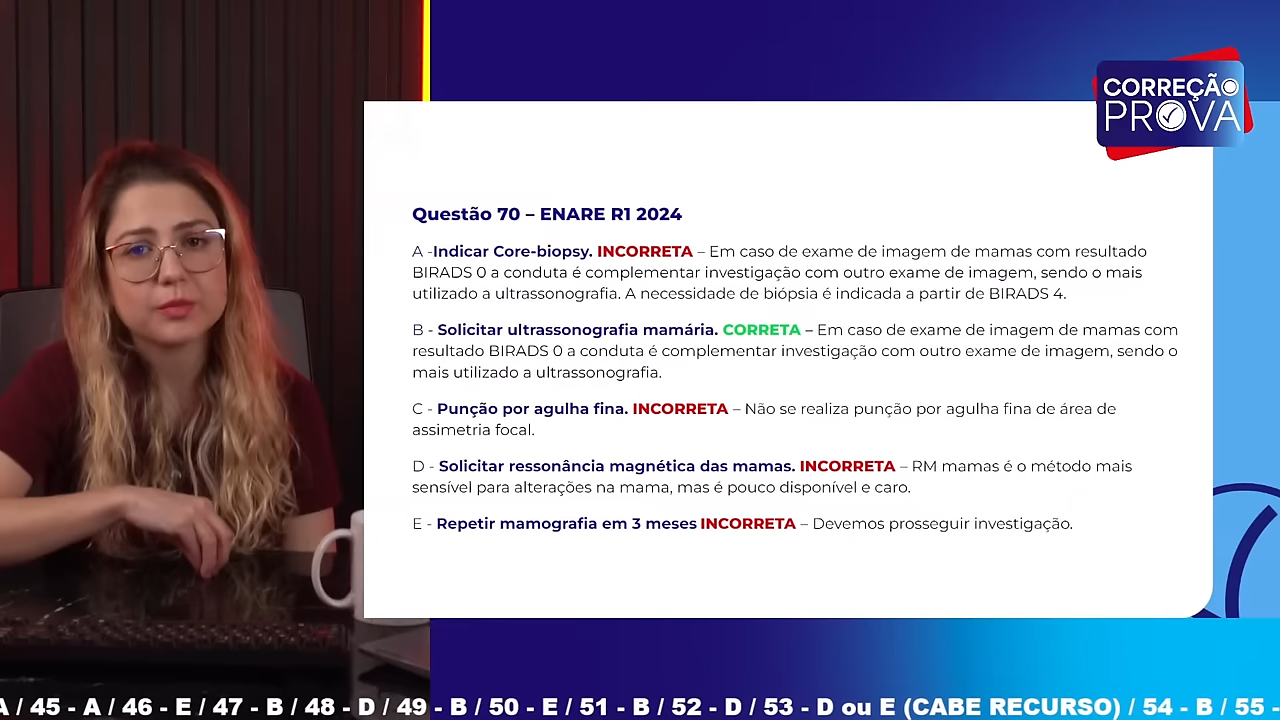 CORREÇÃO
PROVA
Questão 70 – ENARE R1 2024
A -Indicar Core-biopsy. INCORRETA – Em caso de exame de imagem de mamas com resultado
BIRADS 0 a conduta é complementar investigação com outro exame de imagem, sendo o mais
utilizado a ultrassonografia. A necessidade de biópsia é indicada a partir de BIRADS 4.
B - Solicitar ultrassonografia mamária. CORRETA – Em caso de exame de imagem de mamas com
resultado BIRADS 0 a conduta é complementar investigação com outro exame de imagem, sendo o
mais utilizado a ultrassonografia.
C - Punção por agulha fina. INCORRETA – Não se realiza punção por agulha fina de área de
assimetria focal.
D - Solicitar ressonância magnética das mamas. INCORRETA – RM mamas é o método mais
sensível para alterações na mama, mas é pouco disponível e caro.
E - Repetir mamografia em 3 meses INCORRETA – Devemos prosseguir investigação.
A / 45 - A / 46 - E / 47 - B / 48 - D / 49 - B / 50 - E / 51 - B / 52 - D / 53 - D ou E (CABE RECURSO) / 54 - B / 55 -